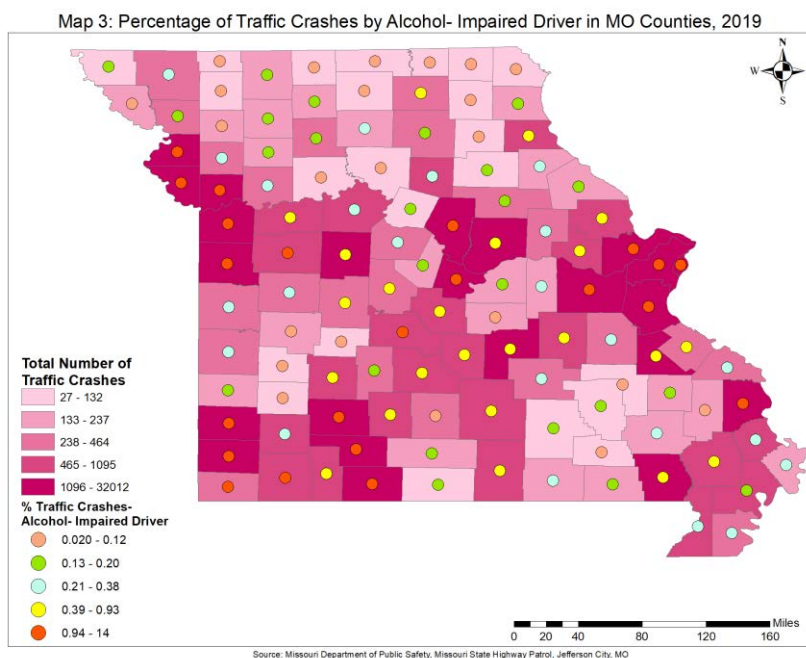 Map 3: Percentage of Traffic Crashes by Alcohol- Impaired Driver in MO Counties, 2019
N
W
E
S
Total Number of
Traffic Crashes
27 - 132
133 - 237
238 - 464
465 - 1095
1096 - 32012
% Traffic Crashes-
Alcohol- Impaired Driver
0.020 - 0.12
0.13 - 0.20
0.21 - 0.38
0.39 - 0.93
0.94 - 14
Miles
0 20 40 80 120 160
Source: Missouri Department of Public Safety, Missouri State Highway Patrol, Jefferson City, MO